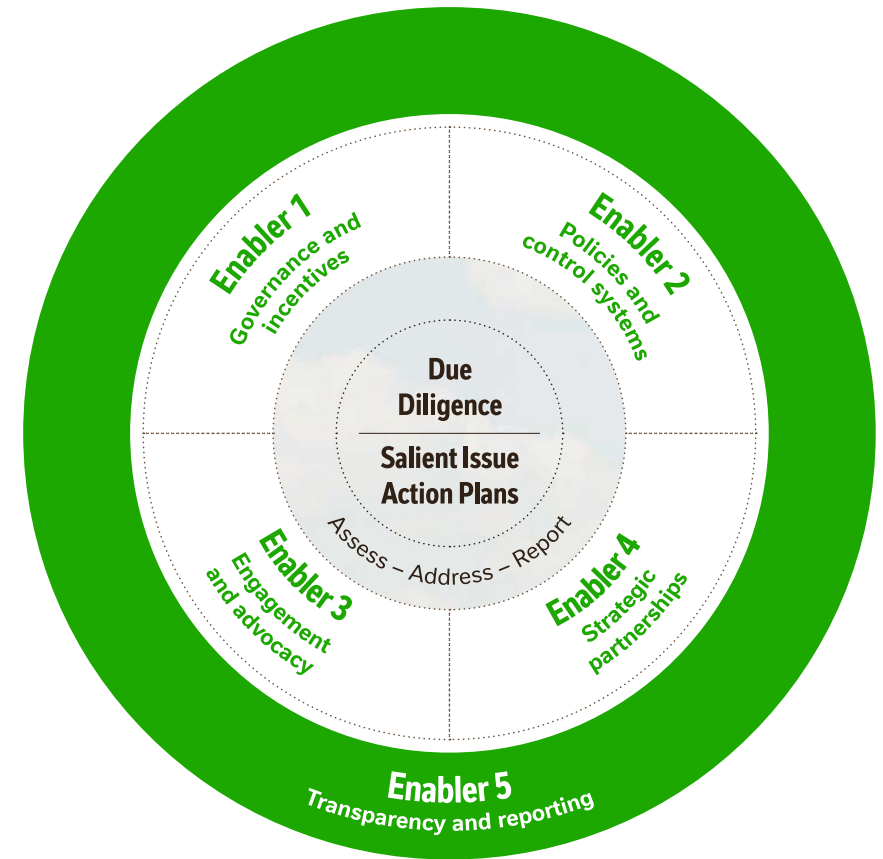 Enabler 1
Governance and
incentives
Enabler 2
Policies and
control systems
Due
Diligence
Salient Issue
Action Plans
Assess – Address – Report
Enabler 3
Engagement
and advocacy
Enabler 4
Strategic
partnerships
Enabler 5
Transparency and reporting